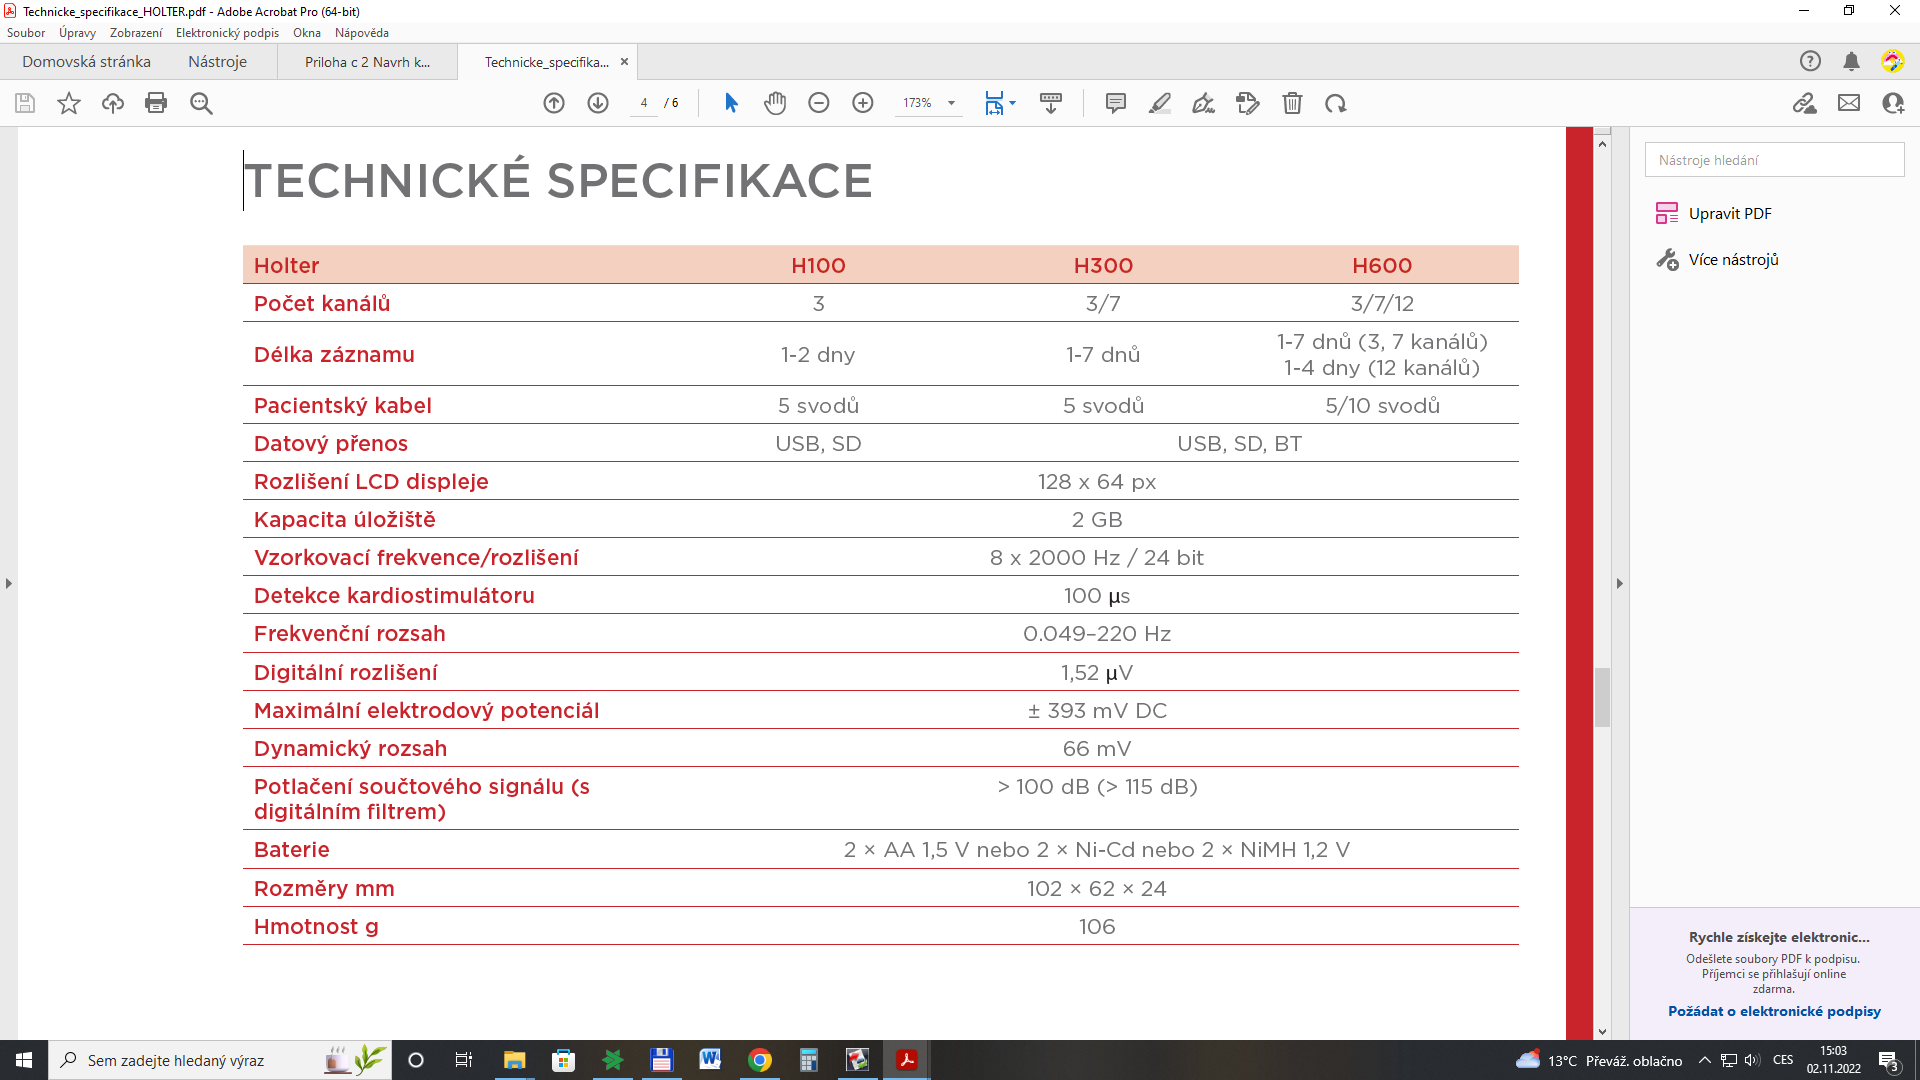 Technicke_specifikace_HOLTER.pdf - Adobe Acrobat Pro (64-bit)
Soubor Úpravy Zobrazení Elektronický podpis Okna Nápověda
Domovská stránka Nástroje Priloha c 2 Navrh k... Technicke_specifika... ×
4 / 6 173%
TECHNICKÉ SPECIFIKACE
Holter H100 H300 H600
Počet kanálů 3 3/7 3/7/12
Délka záznamu 1-2 dny 1-7 dnů 1-7 dnů (3, 7 kanálů)
1-4 dny (12 kanálů)
Pacientský kabel 5 svodů 5 svodů 5/10 svodů
Datový přenos USB, SD USB, SD, BT
Rozlišení LCD displeje 128 x 64 px
Kapacita úložiště 2 GB
Vzorkovací frekvence/rozlišení 8 x 2000 Hz / 24 bit
Detekce kardiostimulátoru 100 µs
Frekvenční rozsah 0.049–220 Hz
Digitální rozlišení 1,52 µV
Maximální elektrodový potenciál ± 393 mV DC
Dynamický rozsah 66 mV
Potlačení součtového signálu (s > 100 dB (> 115 dB)
digitálním filtrem)
Baterie 2 × AA 1,5 V nebo 2 × Ni-Cd nebo 2 × NiMH 1,2 V
Rozměry mm 102 × 62 × 24
Hmotnost g 106
Nástroje hledání
Upravit PDF
Více nástrojů
Rychle získejte elektronic...
Odešlete soubory PDF k podpisu.
Příjemci se přihlašují online
zdarma.
Požádat o elektronické podpisy
Sem zadejte hledaný výraz
13°C Převáž. oblačno CES
15:03
02.11.2022
3